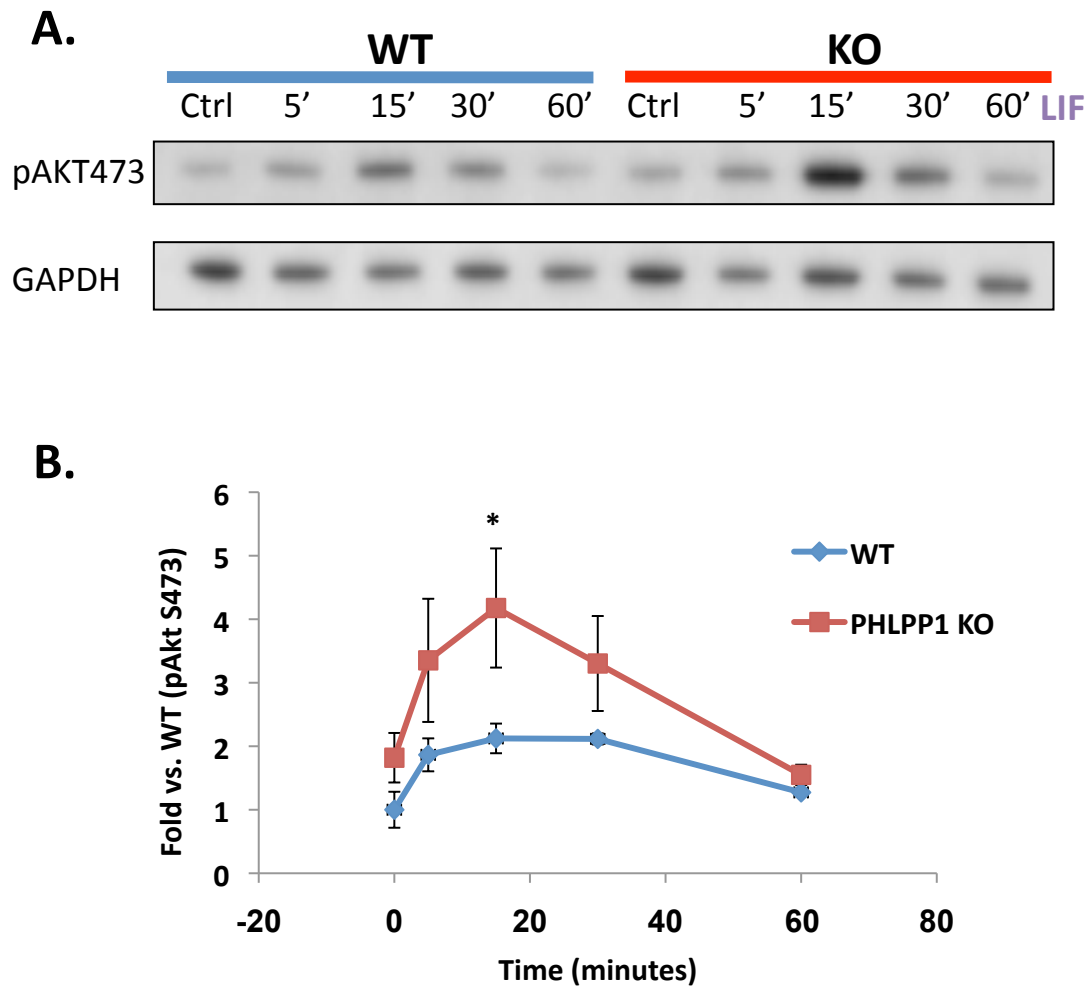 A.
WT KO
Ctrl 5’ 15’ 30’ 60’ Ctrl 5’ 15’ 30’ 60’ LIF
pAKT473
GAPDH
B.
6
5
4
3
2
1
0
Fold vs. WT (pAkt S473)
*
WT
PHLPP1 KO
-20 0 20 40 60 80
Time (minutes)